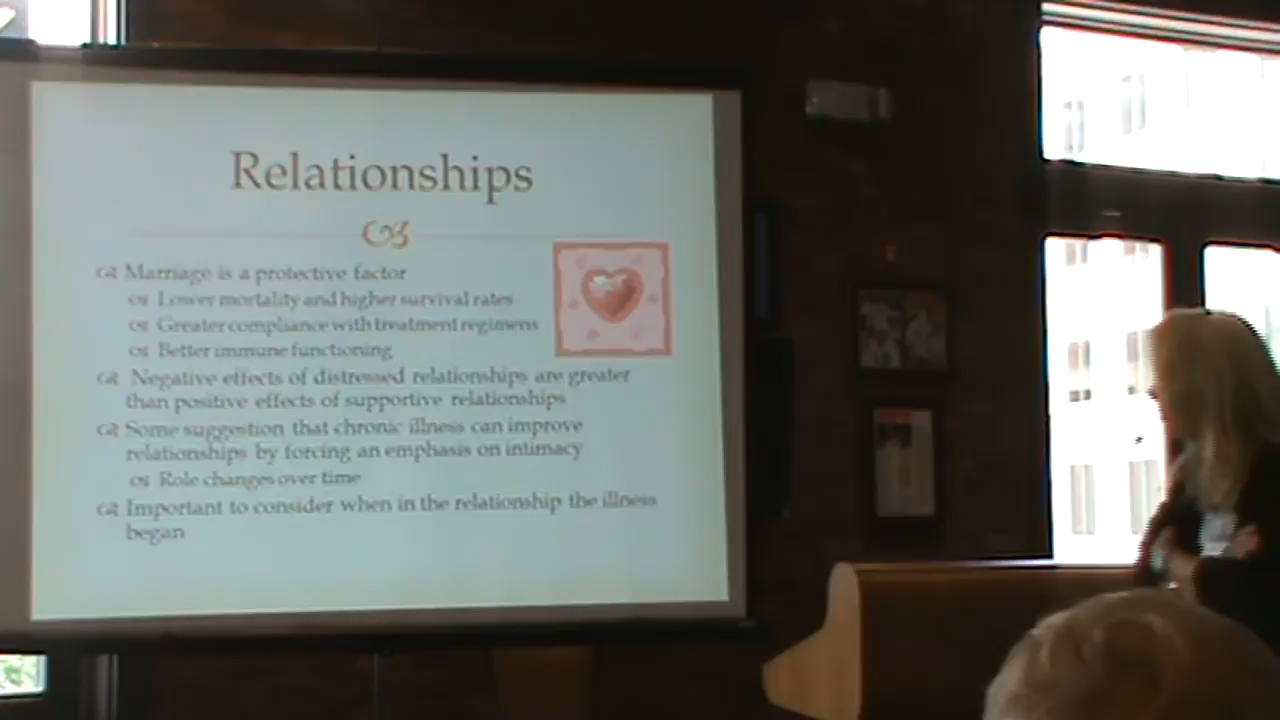 Relationships
Marriage is a protective factor
Lower mortality and higher survival rates
Greater compliance with treatment regimens
Better immune functioning
Negative effects of distressed relationships are greater
than positive effects of supportive relationships
Some suggestion that chronic illness can improve
relationships by forcing an emphasis on intimacy
Role changes over time
Important to consider when in the relationship the illness
began